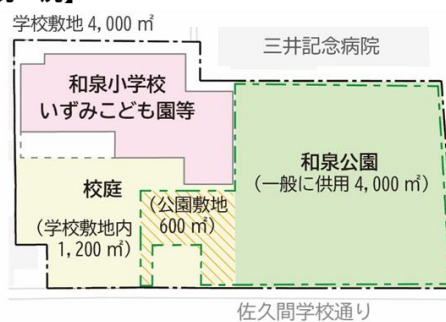 学校敷地 4,000 ㎡
三井記念病院
和泉小学校
いずみこども園等
和泉公園
(一般に供用 4,000 ㎡)
校庭
(学校敷地内
1,200 ㎡)
(公園敷地
600 ㎡)
佐久間学校通り